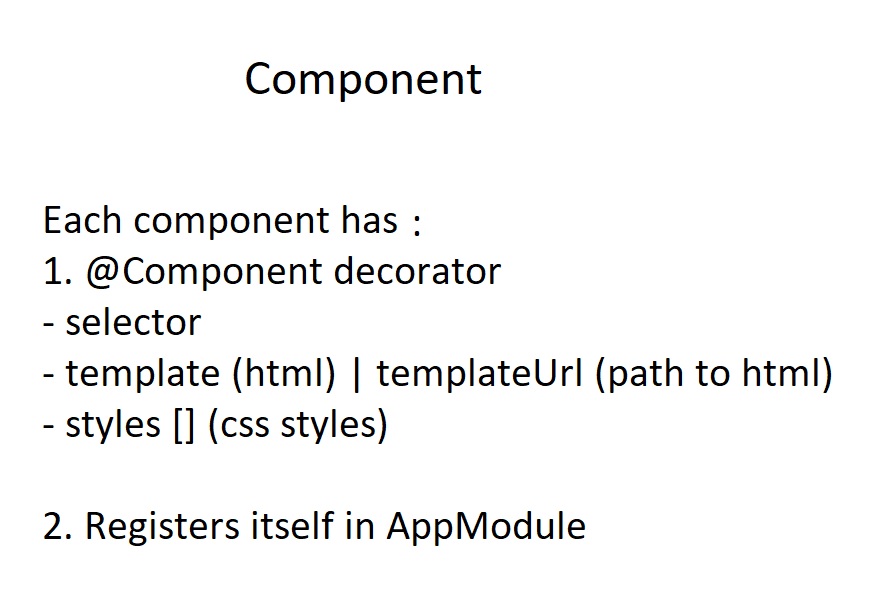 Component
Each component has :
1. @Component decorator
- selector
- template (html) | templateUrl (path to html)
- styles [] (css styles)
2. Registers itself in AppModule